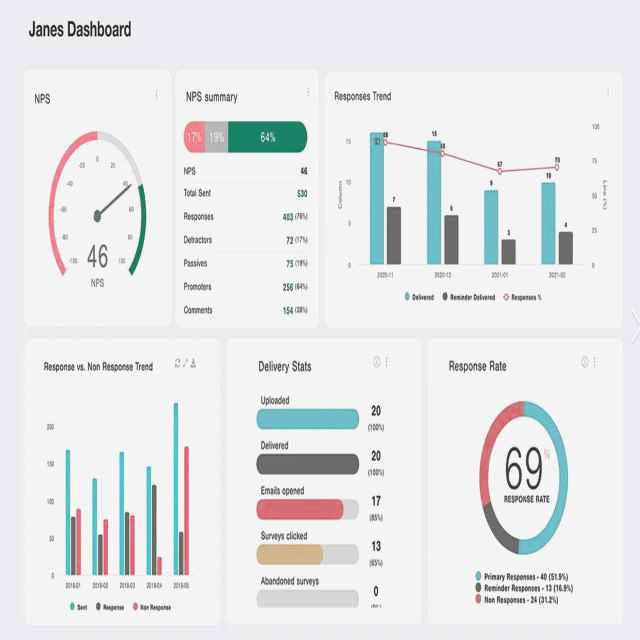 Janes Dashboard
NPS
-20
0
20
-40
40
-60
60
-80
80
-100
100
46
NPS
NPS summary
17% 19% 64%
NPS 46
Total Sent 530
Responses 403 (76%)
Detractors 72 (17%)
Passives 75 (19%)
Promoters 256 (64%)
Comments 154 (38%)
Responses Trend
15
10
5
0
Column
100
75
50
25
0
Line (%)
88
7
15
80
6
67
9
3
70
10
4
2020-11 2020-12 2021-01 2021-02
Delivered Reminder Delivered Responses %
Response vs. Non Response Trend
200
150
100
50
0
2018-01 2018-02 2018-03 2018-04 2018-05
Sent Response Non Response
Delivery Stats
Uploaded
20
(100%)
Delivered
20
(100%)
Emails opened
17
(85%)
Surveys clicked
13
(65%)
Abandoned surveys
0
Response Rate
69%
RESPONSE RATE
Primary Responses - 40 (51.9%)
Reminder Responses - 13 (16.9%)
Non Responses - 24 (31.2%)